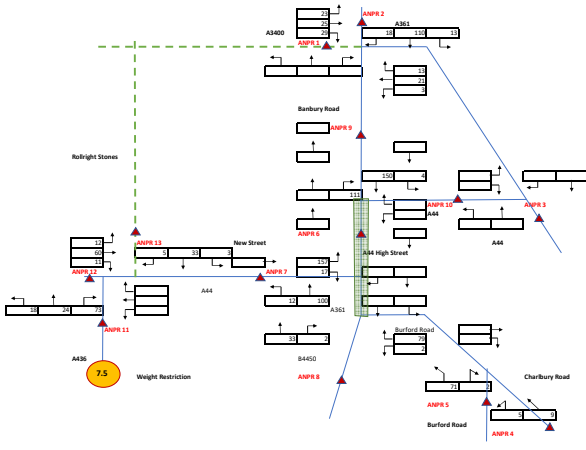 ANPR 2
23
25
29
A3400
ANPR 1
A361
18 110 13
13
21
3
Banbury Road
ANPR 9
Rollright Stones
150 4
111
ANPR 10
A44
ANPR 3
ANPR 6
A44
ANPR 13
New Street
A44 High Street
12
60
11
5 33 3
157
17
ANPR 12
ANPR 7
A44
12 100
A361
18 24 73
ANPR 11
33 2
B4450
Burford Road
79
2
A436
7.5
Weight Restriction
ANPR 8
Charlbury Road
71
ANPR 5
5 9
Burford Road
ANPR 4